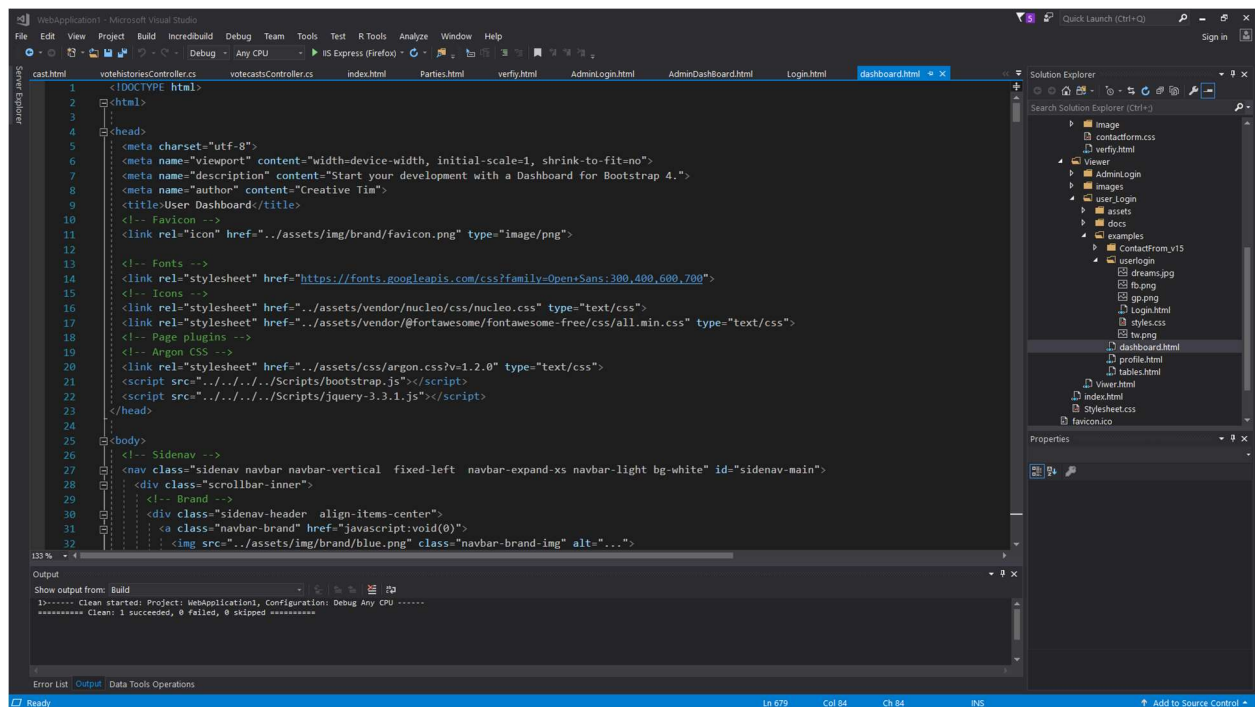 WebApplication1 - Microsoft Visual Studio
5
Quick Launch (Ctrl+Q)
File Edit View Project Build Incredibuild Debug Team Tools Test R Tools Analyze Window Help
Sign in
Debug Any CPU IIS Express (Firefox)
Server Explorer
cast.html votehistoriesController.cs votecastsController.cs index.html Parties.html verfiy.html AdminLogin.html AdminDashBoard.html Login.html dashboard.html
1 <!DOCTYPE html>
2 <html>
3
4 <head>
5 <meta charset="utf-8">
6 <meta name="viewport" content="width=device-width, initial-scale=1, shrink-to-fit=no">
7 <meta name="description" content="Start your development with a Dashboard for Bootstrap 4.">
8 <meta name="author" content="Creative Tim">
9 <title>User Dashboard</title>
10 <!-- Favicon -->
11 <link rel="icon" href="../assets/img/brand/favicon.png" type="image/png">
12
13 <!-- Fonts -->
14 <link rel="stylesheet" href="https://fonts.googleapis.com/css?family=Open+Sans:300,400,600,700">
15 <!-- Icons -->
16 <link rel="stylesheet" href="../assets/vendor/nucleo/css/nucleo.css" type="text/css">
17 <link rel="stylesheet" href="../assets/vendor/@fortawesome/fontawesome-free/css/all.min.css" type="text/css">
18 <!-- Page plugins -->
19 <!-- Argon CSS -->
20 <link rel="stylesheet" href="../assets/css/argon.css?v=1.2.0" type="text/css">
21 <script src="../../../../Scripts/bootstrap.js"></script>
22 <script src="../../../../Scripts/jquery-3.3.1.js"></script>
23 </head>
24
25 <body>
26 <!-- Sidenav -->
27 <nav class="sidenav navbar navbar-vertical  fixed-left  navbar-expand-xs navbar-light bg-white" id="sidenav-main">
28 <div class="scrollbar-inner">
29 <!-- Brand -->
30 <div class="sidenav-header  align-items-center">
31 <a class="navbar-brand" href="javascript:void(0)">
32 <img src="../assets/img/brand/blue.png" class="navbar-brand-img" alt="...">
133 %
Solution Explorer
Search Solution Explorer (Ctrl+;)
Image
contactform.css
verfiy.html
Viewer
AdminLogin
images
user_Login
assets
docs
examples
ContactFrom_v15
userlogin
dreams.jpg
fb.png
gp.png
Login.html
styles.css
tw.png
dashboard.html
profile.html
tables.html
Viwer.html
index.html
Stylesheet.css
favicon.ico
Properties
Output
Show output from: Build
1>------ Clean started: Project: WebApplication1, Configuration: Debug Any CPU ------
========== Clean: 1 succeeded, 0 failed, 0 skipped ==========
Error List Output Data Tools Operations
Ready Ln 679 Col 84 Ch 84 INS Add to Source Control